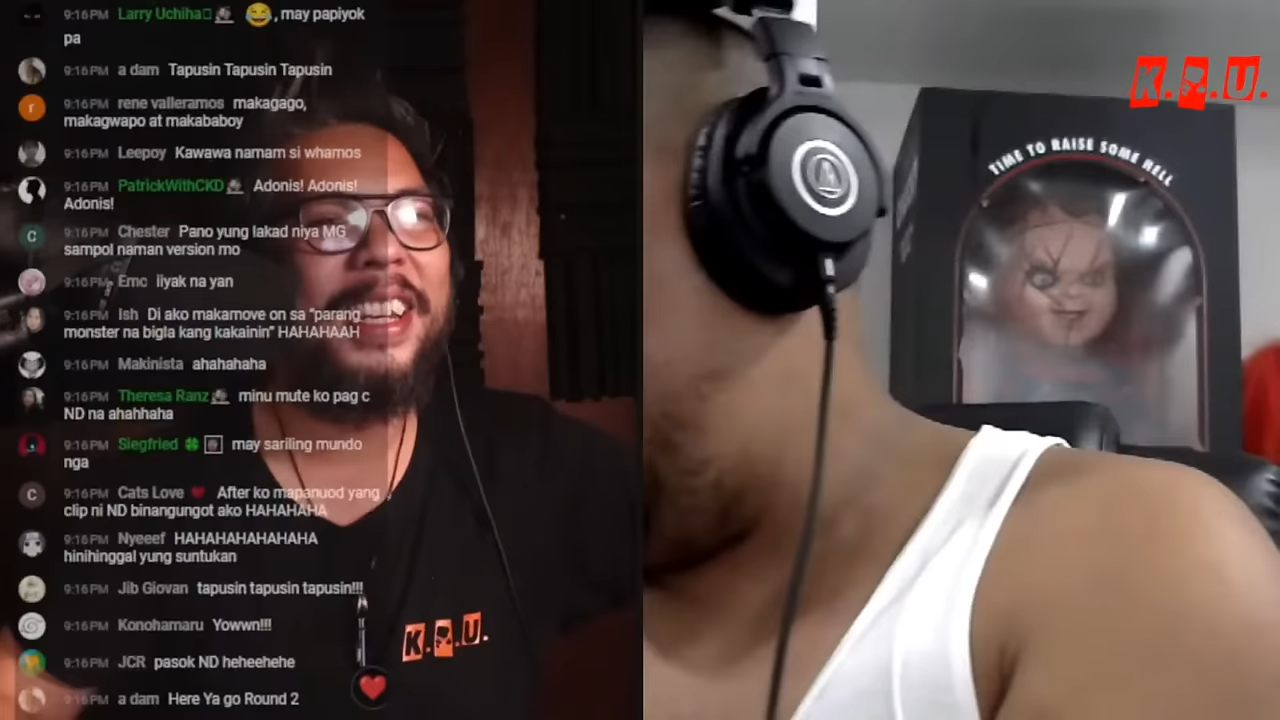 9:16PM Larry Uchiha 😂, may papiyok
pa
9:16PM a dam Tapusin Tapusin Tapusin
r
9:16PM rene valleramos makagago,
makagwapo at makababoy
9:16PM Leepoy Kawawa namam si whamos
9:16PM PatrickWithCKD Adonis! Adonis!
Adonis!
C
9:16PM Chester Pano yung lakad niya MG
sampol naman version mo
9:16PM Emc iiyak na yan
9:16PM Ish Di ako makamove on sa "parang
monster na bigla kang kakainin" HAHAHAAH
9:16PM Makinista ahahahaha
9:16PM Theresa Ranz minu mute ko pag c
ND na ahahhaha
9:16PM Siegfried 🍀 may sariling mundo
nga
C
9:16PM Cats Love ♥ After ko mapanuod yang
clip ni ND binangungot ako HAHAHAHA
9:16PM Nyeeef HAHAHAHAHAHAHA
hinihinggal yung suntukan
9:16PM Jib Giovan tapusin tapusin tapusin!!!
9:16PM Konohamaru Yowwn!!!
9:16PM JCR pasok ND heheehehe
9:16PM a dam Here Ya go Round 2
K.P.U.
K.P.U.
TIME TO RAISE SOME HELL